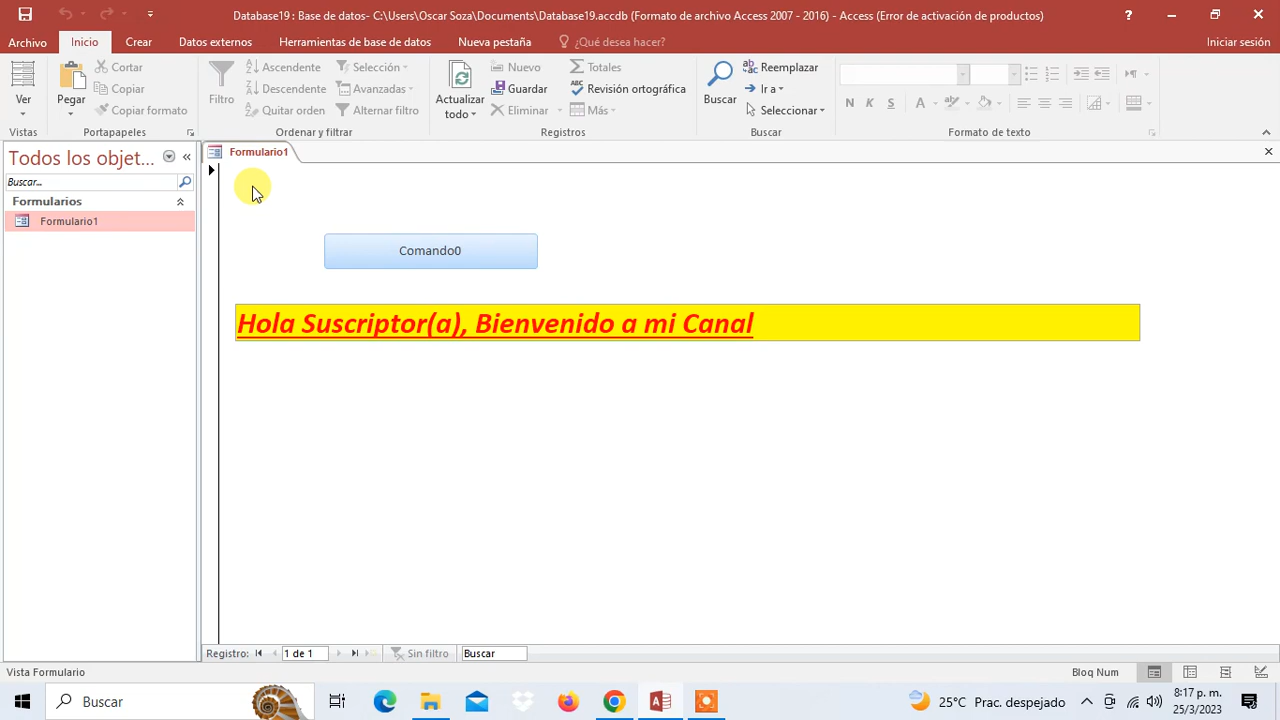 Database19 : Base de datos- C:\Users\Oscar Soza\Documents\Database19.accdb (Formato de archivo Access 2007 - 2016) - Access (Error de activación de productos)
?
Archivo
Inicio
Crear
Datos externos
Herramientas de base de datos
Nueva pestaña
¿Qué desea hacer?
Iniciar sesión
Ver
Vistas
Pegar
Cortar
Copiar
Copiar formato
Portapapeles
Filtro
Ascendente
Descendente
Quitar orden
Selección
Avanzadas
Alternar filtro
Ordenar y filtrar
Actualizar
todo
Nuevo
Guardar
Eliminar
Totales
Revisión ortográfica
Más
Registros
Buscar
Reemplazar
Ir a
Seleccionar
Buscar
N K S A
Formato de texto
Todos los objet...
Buscar...
Formularios
Formulario1
Formulario1
Comando0
Hola Suscriptor(a), Bienvenido a mi Canal
Registro: 1 de 1 Sin filtro Buscar
Vista Formulario
Bloq Num
Buscar
25°C Prac. despejado
8:17 p. m.
25/3/2023